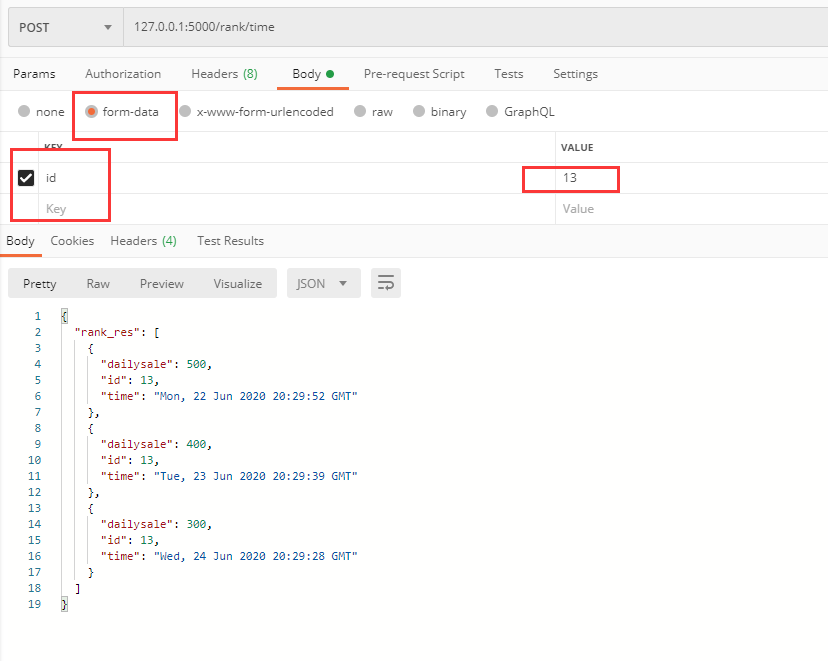 POST 127.0.0.1:5000/rank/time
Params Authorization Headers (8) Body Pre-request Script Tests Settings
none form-data x-www-form-urlencoded raw binary GraphQL
KEY VALUE
id 13
Key Value
Body Cookies Headers (4) Test Results
Pretty Raw Preview Visualize JSON
1 {
2 "rank_res": [
3 {
4 "dailysale": 500,
5 "id": 13,
6 "time": "Mon, 22 Jun 2020 20:29:52 GMT"
7 },
8 {
9 "dailysale": 400,
10 "id": 13,
11 "time": "Tue, 23 Jun 2020 20:29:39 GMT"
12 },
13 {
14 "dailysale": 300,
15 "id": 13,
16 "time": "Wed, 24 Jun 2020 20:29:28 GMT"
17 }
18 ]
19 }